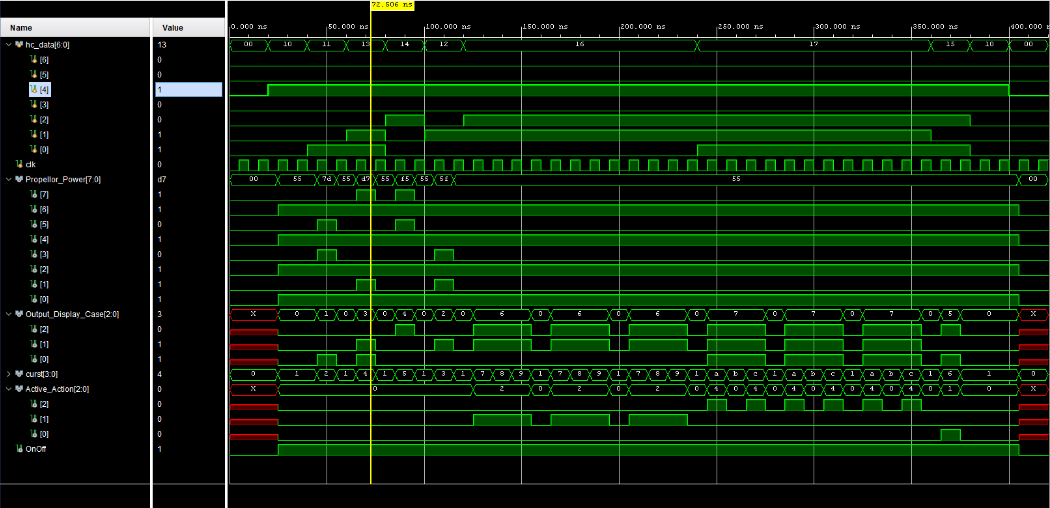 72.506 ns
Name Value
0.000 ns 50.000 ns 100.000 ns 150.000 ns 200.000 ns 250.000 ns 300.000 ns 350.000 ns 400.000
hc_data[6:0] 13 00 10 11 13 14 12 16 17 15 10 00
[6] 0
[5] 0
[4] 1
[3] 0
[2] 0
[1] 1
[0] 1
clk 0
Propellor_Power[7:0] d7 00 55 7d 55 d7 55 f5 55 5f 55 00
[7] 1
[6] 1
[5] 0
[4] 1
[3] 0
[2] 1
[1] 1
[0] 1
Output_Display_Case[2:0] 3 X 0 1 0 3 0 4 0 2 0 6 0 6 0 6 0 7 0 7 0 7 0 5 0 X
[2] 0
[1] 1
[0] 1
curst[3:0] 4 0 1 2 1 4 1 5 1 3 1 7 8 9 1 7 8 9 1 7 8 9 1 a b c 1 a b c 1 a b c 1 6 1 0
Active_Action[2:0] 0 X 0 2 0 2 0 2 0 4 0 4 0 4 0 4 0 4 0 4 0 1 0 X
[2] 0
[1] 0
[0] 0
OnOff 1